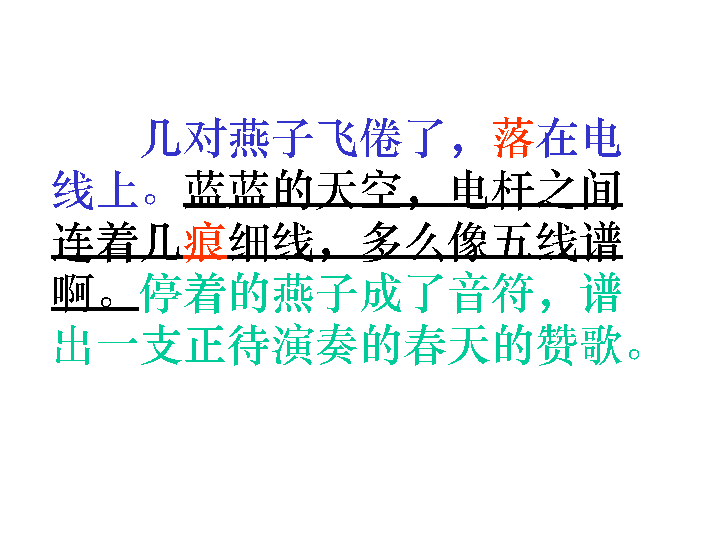 几对燕子飞倦了，落在电
线上。蓝蓝的天空，电杆之间
连着几痕细线，多么像五线谱
啊。停着的燕子成了音符，谱
出一支正待演奏的春天的赞歌。